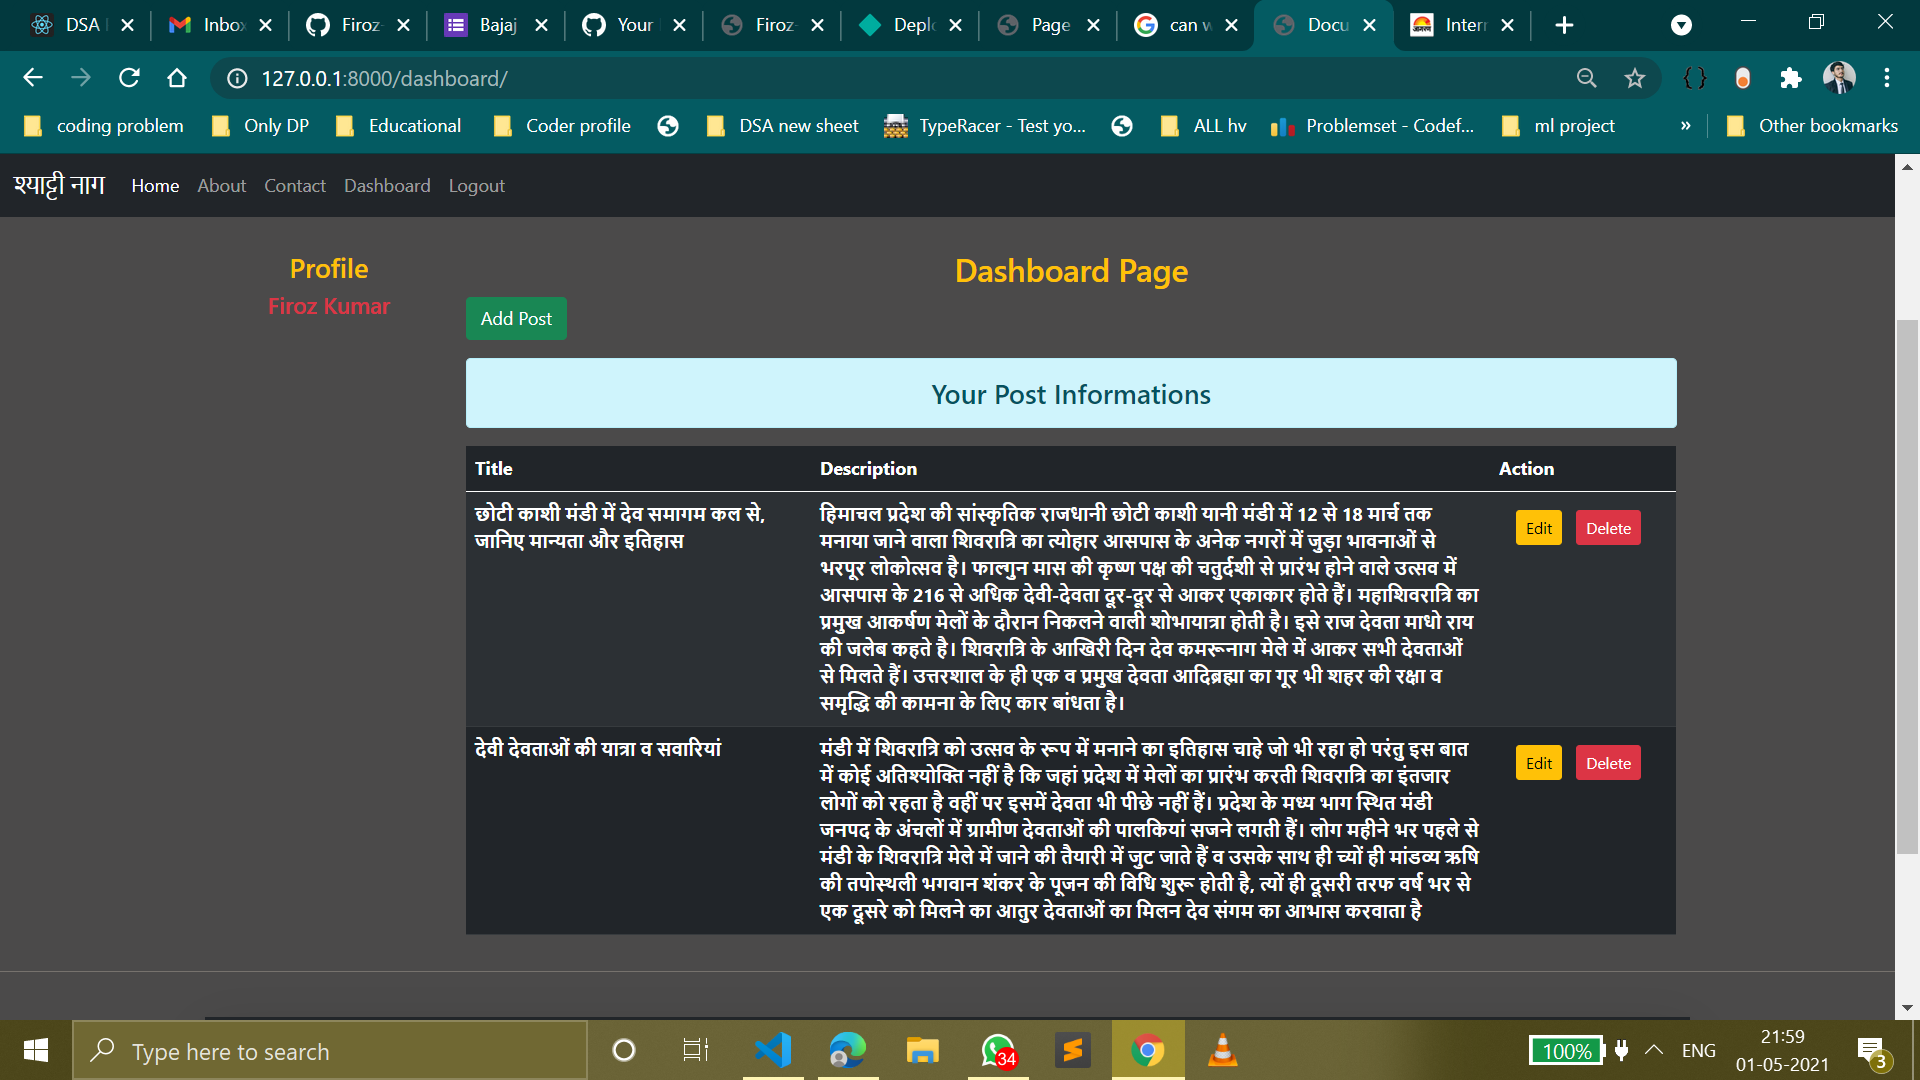 DSA
Inbox
Firoz-
Bajaj
Your
Firoz-
Deplo
Page
can w
Docu
Intern
127.0.0.1:8000/dashboard/
coding problem
Only DP
Educational
Coder profile
DSA new sheet
TypeRacer - Test yo...
ALL hv
Problemset - Codef...
ml project
»
Other bookmarks
श्याट्टी नाग
Home
About
Contact
Dashboard
Logout
Profile
Firoz Kumar
Dashboard Page
Add Post
Your Post Informations
Title
Description
Action
छोटी काशी मंडी में देव समागम कल से,
जानिए मान्यता और इतिहास
हिमाचल प्रदेश की सांस्कृतिक राजधानी छोटी काशी यानी मंडी में 12 से 18 मार्च तक
मनाया जाने वाला शिवरात्रि का त्योहार आसपास के अनेक नगरों में जुड़ा भावनाओं से
भरपूर लोकोत्सव है। फाल्गुन मास की कृष्ण पक्ष की चतुर्दशी से प्रारंभ होने वाले उत्सव में
आसपास के 216 से अधिक देवी-देवता दूर-दूर से आकर एकाकार होते हैं। महाशिवरात्रि का
प्रमुख आकर्षण मेलों के दौरान निकलने वाली शोभायात्रा होती है। इसे राज देवता माधो राय
की जलेब कहते है। शिवरात्रि के आखिरी दिन देव कमरूनाग मेले में आकर सभी देवताओं
से मिलते हैं। उत्तरशाल के ही एक व प्रमुख देवता आदिब्रह्मा का गूर भी शहर की रक्षा व
समृद्धि की कामना के लिए कार बांधता है।
Edit
Delete
देवी देवताओं की यात्रा व सवारियां
मंडी में शिवरात्रि को उत्सव के रूप में मनाने का इतिहास चाहे जो भी रहा हो परंतु इस बात
में कोई अतिश्योक्ति नहीं है कि जहां प्रदेश में मेलों का प्रारंभ करती शिवरात्रि का इंतजार
लोगों को रहता है वहीं पर इसमें देवता भी पीछे नहीं हैं। प्रदेश के मध्य भाग स्थित मंडी
जनपद के अंचलों में ग्रामीण देवताओं की पालकियां सजने लगती हैं। लोग महीने भर पहले से
मंडी के शिवरात्रि मेले में जाने की तैयारी में जुट जाते हैं व उसके साथ ही च्यों ही मांडव्य ऋषि
की तपोस्थली भगवान शंकर के पूजन की विधि शुरू होती है, त्यों ही दूसरी तरफ वर्ष भर से
एक दूसरे को मिलने का आतुर देवताओं का मिलन देव संगम का आभास करवाता है
Edit
Delete
Type here to search
34
100%
ENG
21:59
01-05-2021
3